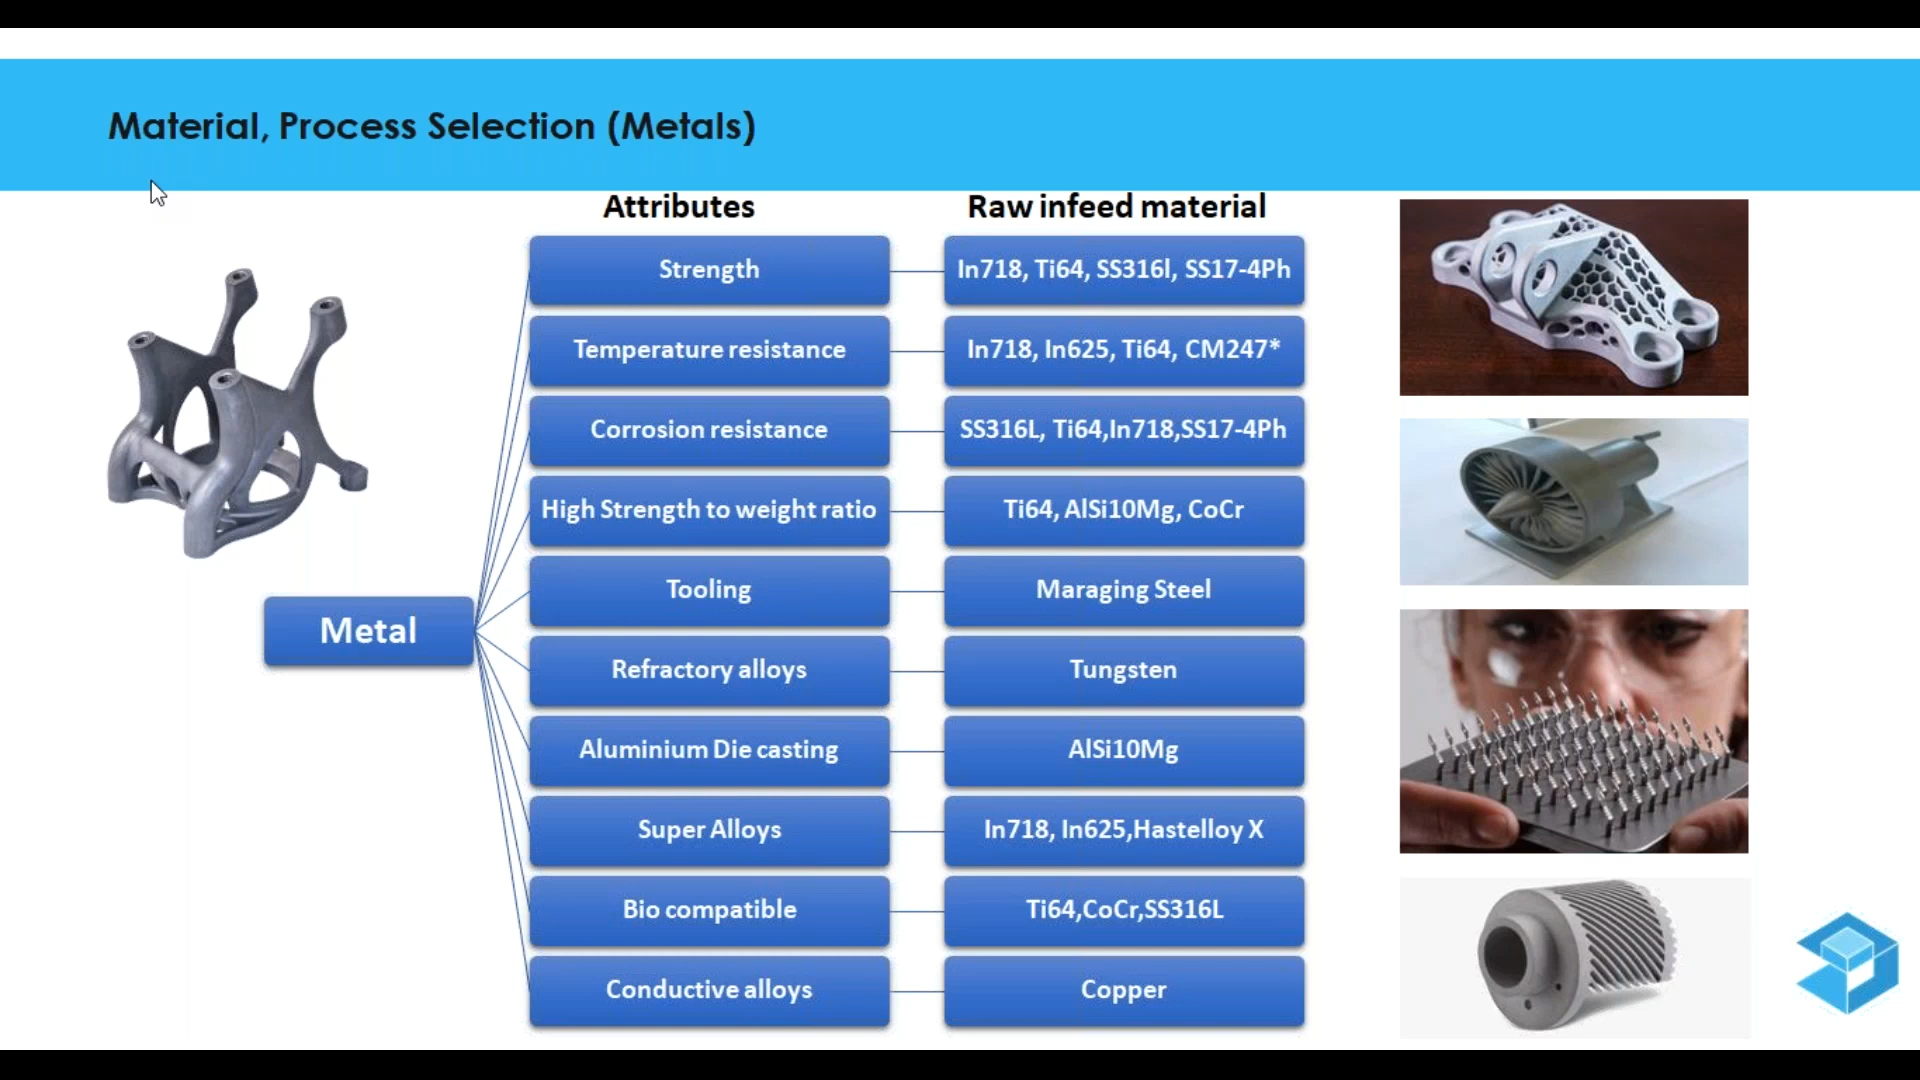 Material, Process Selection (Metals)
Attributes
Raw infeed material
Strength
In718, Ti64, SS316l, SS17-4Ph
Temperature resistance
In718, In625, Ti64, CM247*
Corrosion resistance
SS316L, Ti64,In718,SS17-4Ph
High Strength to weight ratio
Ti64, AlSi10Mg, CoCr
Tooling
Maraging Steel
Metal
Refractory alloys
Tungsten
Aluminium Die casting
AlSi10Mg
Super Alloys
In718, In625,Hastelloy X
Bio compatible
Ti64,CoCr,SS316L
Conductive alloys
Copper